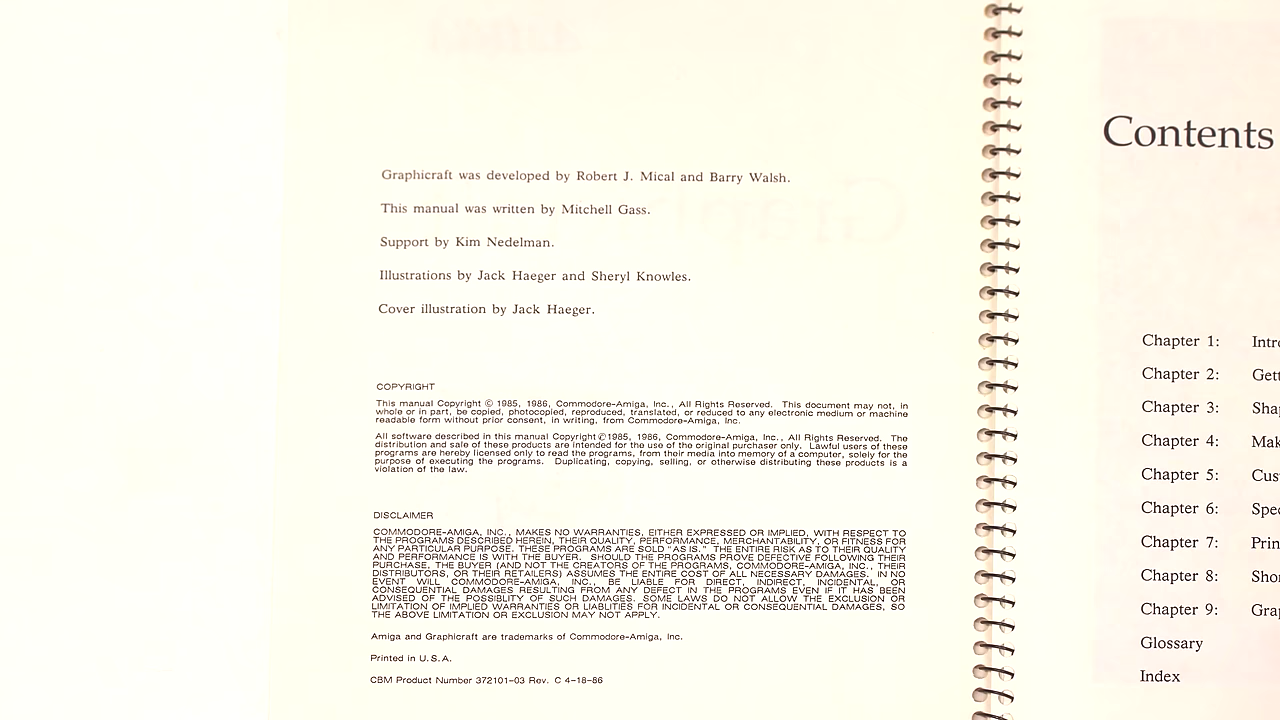 Graphicraft was developed by Robert J. Mical and Barry Walsh.
This manual was written by Mitchell Gass.
Support by Kim Nedelman.
Illustrations by Jack Haeger and Sheryl Knowles.
Cover illustration by Jack Haeger.
COPYRIGHT
This manual Copyright © 1985, 1986, Commodore-Amiga, Inc., All Rights Reserved. This document may not, in
whole or in part, be copied, photocopied, reproduced, translated, or reduced to any electronic medium or machine
readable form without prior consent, in writing, from Commodore-Amiga, Inc.
All software described in this manual Copyright © 1985, 1986, Commodore-Amiga, Inc., All Rights Reserved. The
distribution and sale of these products are intended for the use of the original purchaser only. Lawful users of these
programs are hereby licensed only to read the programs, from their media into memory of a computer, solely for the
purpose of executing the programs. Duplicating, copying, selling, or otherwise distributing these products is a
violation of the law.
DISCLAIMER
COMMODORE-AMIGA, INC., MAKES NO WARRANTIES, EITHER EXPRESSED OR IMPLIED, WITH RESPECT TO
THE PROGRAMS DESCRIBED HEREIN, THEIR QUALITY, PERFORMANCE, MERCHANTABILITY, OR FITNESS FOR
ANY PARTICULAR PURPOSE. THESE PROGRAMS ARE SOLD "AS IS." THE ENTIRE RISK AS TO THEIR QUALITY
AND PERFORMANCE IS WITH THE BUYER. SHOULD THE PROGRAMS PROVE DEFECTIVE FOLLOWING THEIR
PURCHASE, THE BUYER (AND NOT THE CREATORS OF THE PROGRAMS, COMMODORE-AMIGA, INC., THEIR
DISTRIBUTORS, OR THEIR RETAILERS) ASSUMES THE ENTIRE COST OF ALL NECESSARY DAMAGES. IN NO
EVENT WILL COMMODORE-AMIGA, INC., BE LIABLE FOR DIRECT, INDIRECT, INCIDENTAL, OR
CONSEQUENTIAL DAMAGES RESULTING FROM ANY DEFECT IN THE PROGRAMS EVEN IF IT HAS BEEN
ADVISED OF THE POSSIBLITY OF SUCH DAMAGES. SOME LAWS DO NOT ALLOW THE EXCLUSION OR
LIMITATION OF IMPLIED WARRANTIES OR LIABLITIES FOR INCIDENTAL OR CONSEQUENTIAL DAMAGES, SO
THE ABOVE LIMITATION OR EXCLUSION MAY NOT APPLY.
Amiga and Graphicraft are trademarks of Commodore-Amiga, Inc.
Printed in U.S.A.
CBM Product Number 372101-03 Rev. C 4-18-86
Contents
Chapter 1: Intro
Chapter 2: Gett
Chapter 3: Shap
Chapter 4: Mak
Chapter 5: Cus
Chapter 6: Spec
Chapter 7: Prin
Chapter 8: Sho
Chapter 9: Grap
Glossary
Index